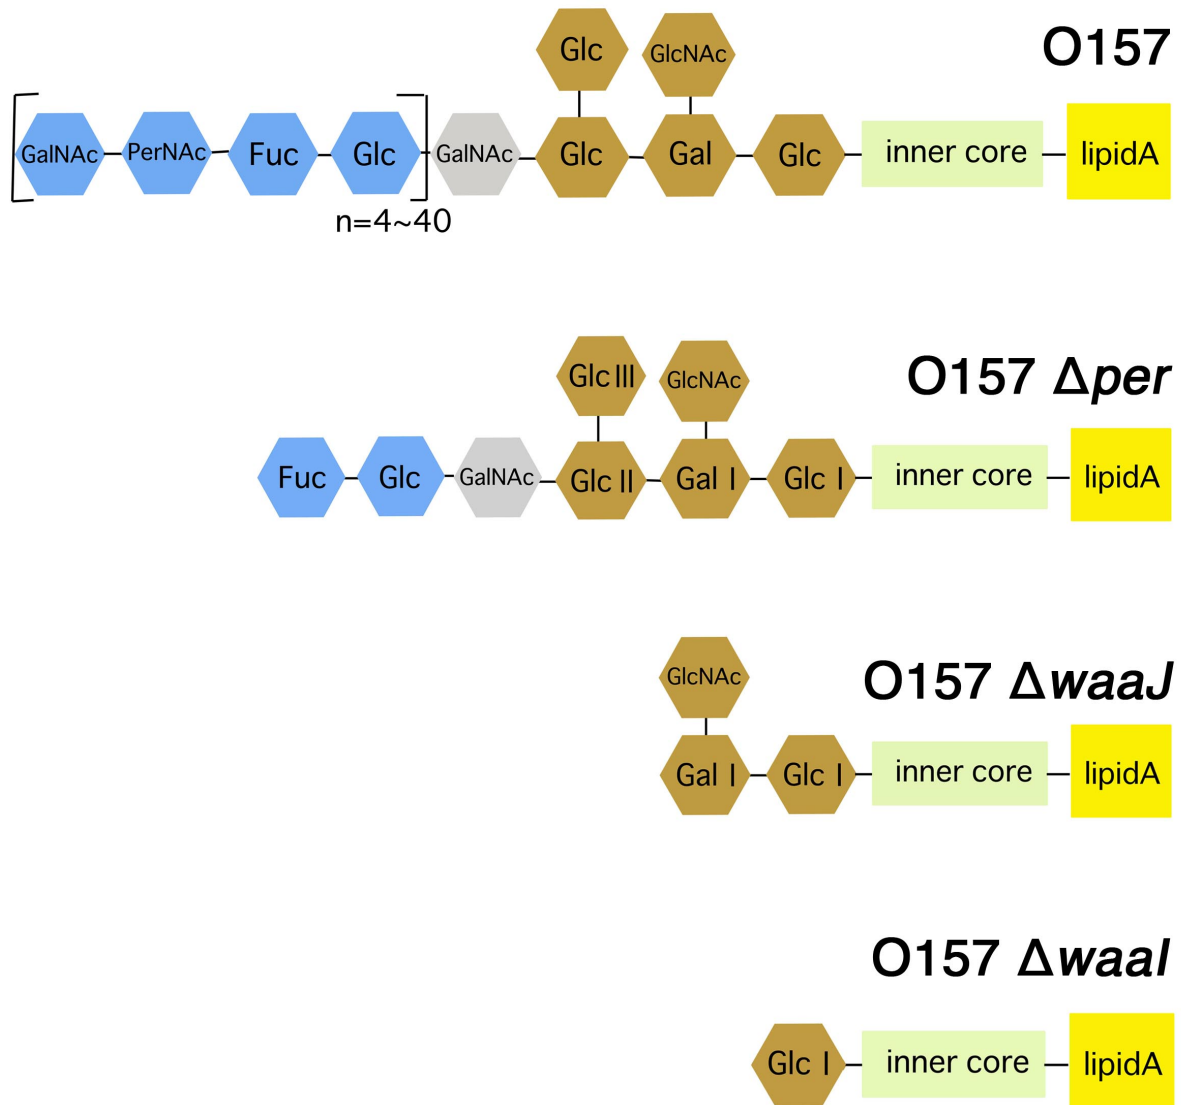 O157
Glc GlcNAc
GalNAc PerNAc Fuc Glc GalNAc Glc Gal Glc inner core lipidA
n=4~40
O157 Δper
Glc III GlcNAc
Fuc Glc GalNAc Glc II Gal I Glc I inner core lipidA
O157 ΔwaaJ
GlcNAc
Gal I Glc I inner core lipidA
O157 ΔwaaI
Glc I inner core lipidA